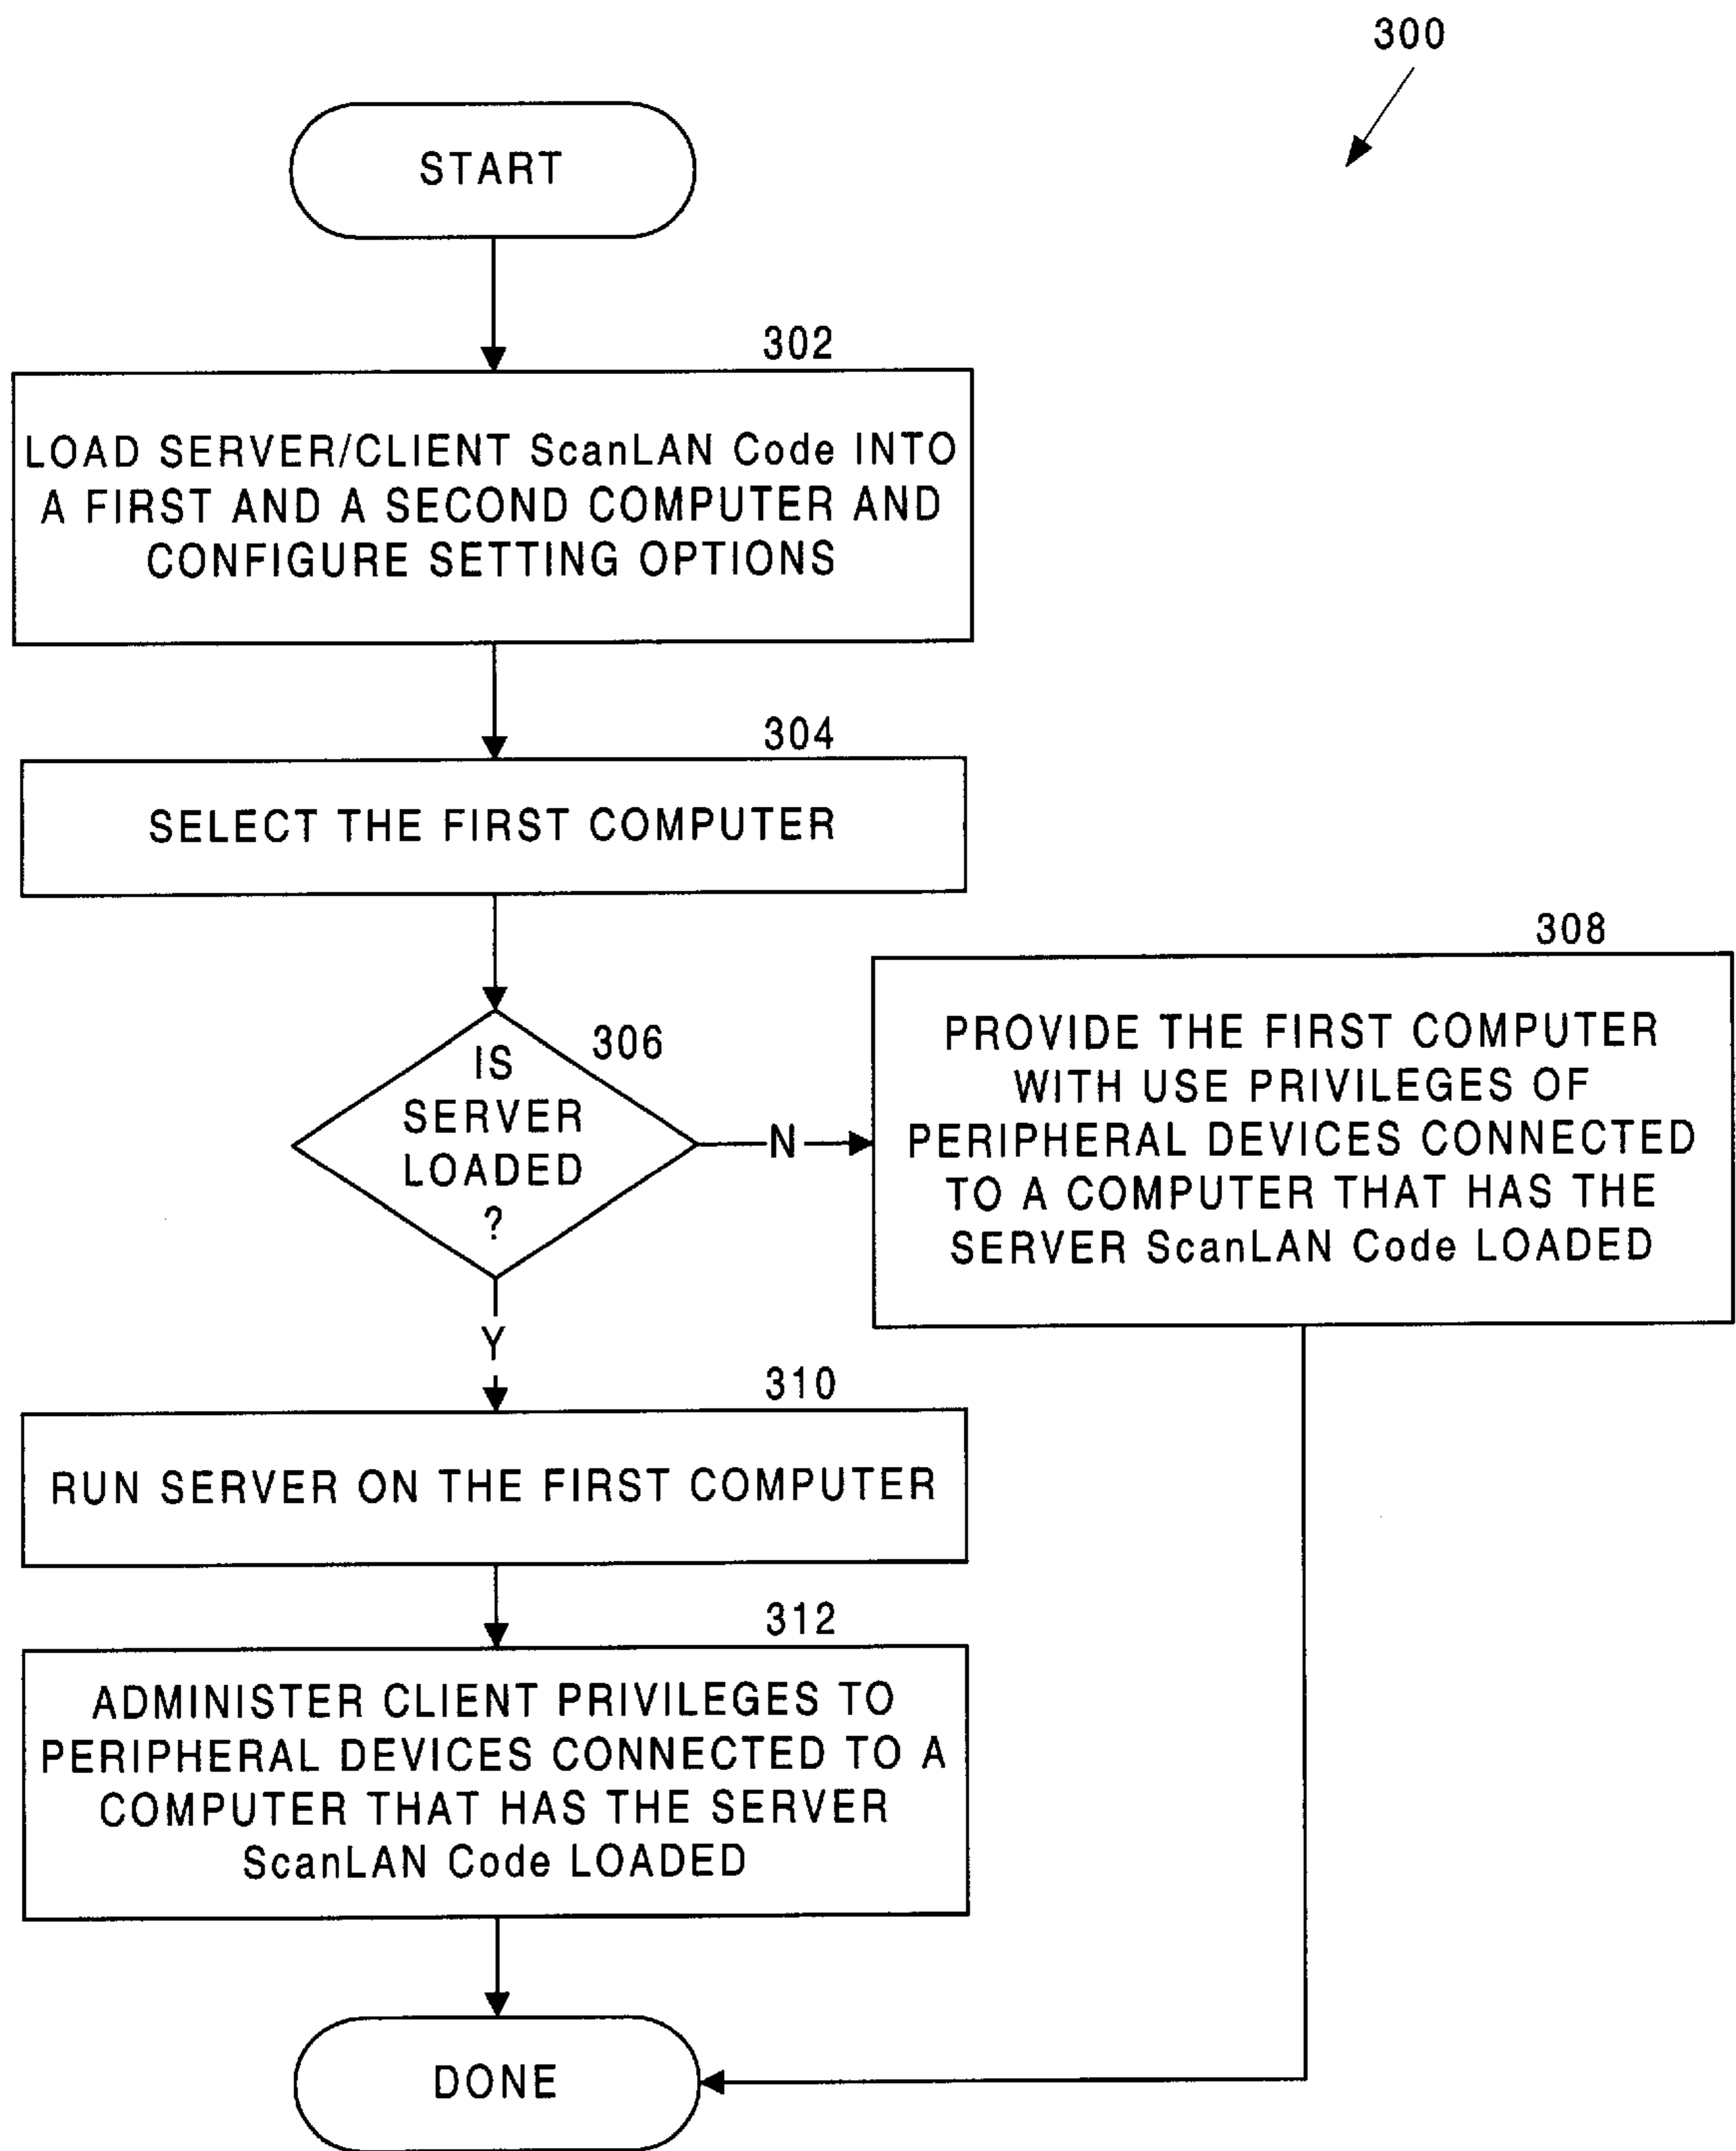 300
START
302
LOAD SERVER/CLIENT ScanLAN Code INTO
A FIRST AND A SECOND COMPUTER AND
CONFIGURE SETTING OPTIONS
304
SELECT THE FIRST COMPUTER
306
IS
SERVER
LOADED
?
N
308
PROVIDE THE FIRST COMPUTER
WITH USE PRIVILEGES OF
PERIPHERAL DEVICES CONNECTED
TO A COMPUTER THAT HAS THE
SERVER ScanLAN Code LOADED
Y
310
RUN SERVER ON THE FIRST COMPUTER
312
ADMINISTER CLIENT PRIVILEGES TO
PERIPHERAL DEVICES CONNECTED TO A
COMPUTER THAT HAS THE SERVER
ScanLAN Code LOADED
DONE